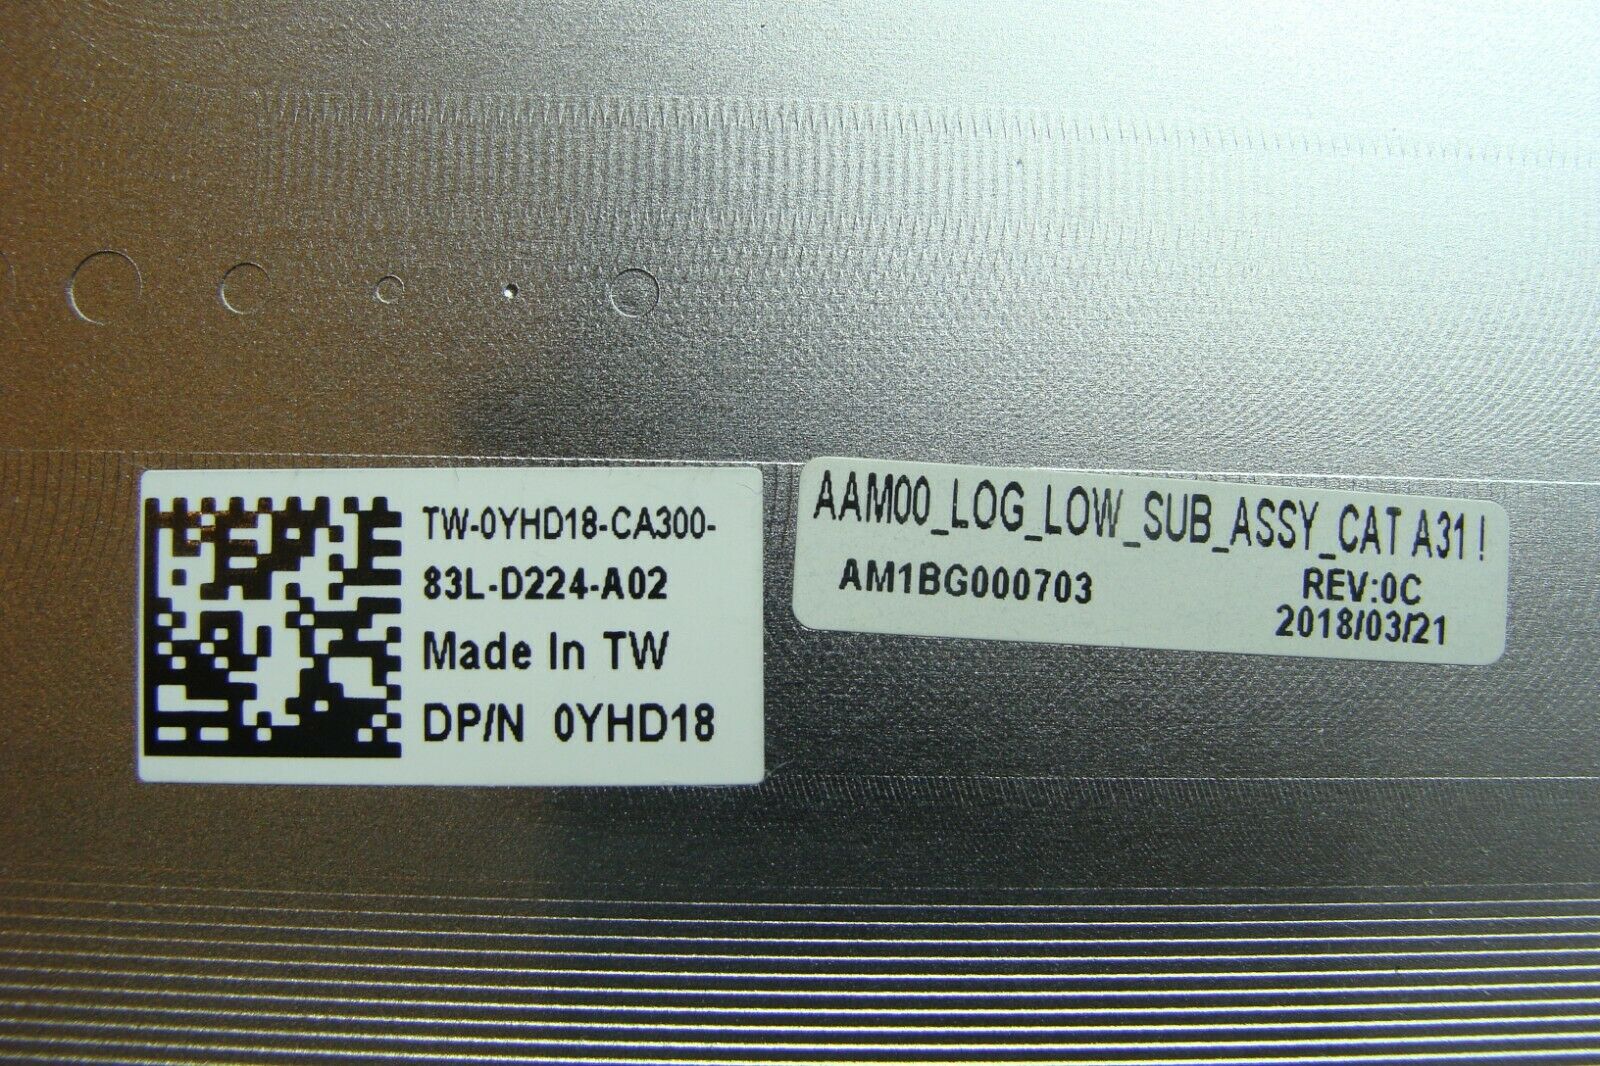 TW-0YHD18-CA300-
83L-D224-A02
Made In TW
DP/N 0YHD18
AAM00_LOG_LOW_SUB_ASSY_CAT A31 !
AM1BG000703
REV:0C
2018/03/21